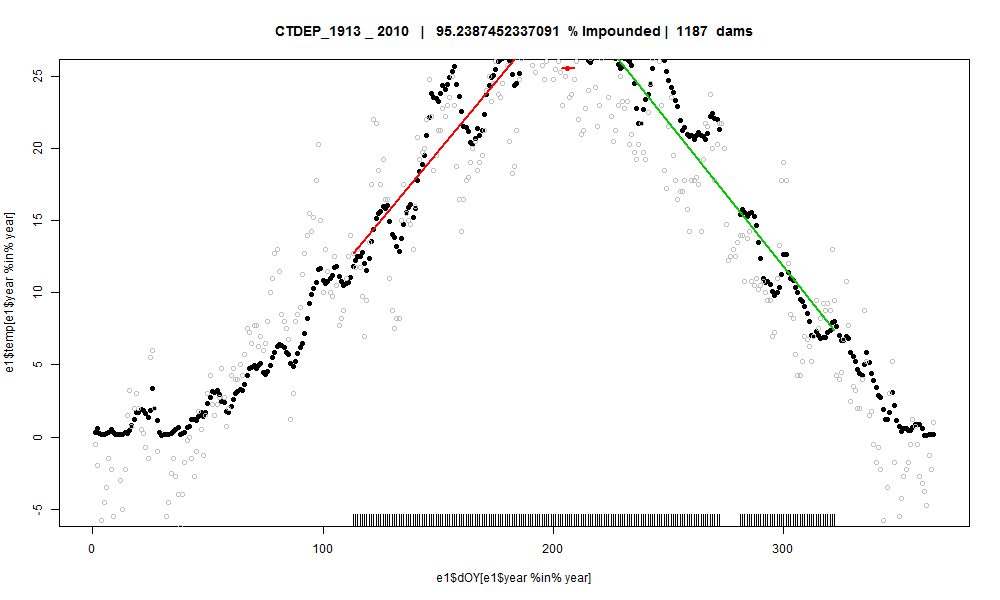 CTDEP_1913 _ 2010 | 95.2387452337091 % Impounded | 1187 dams
e1$temp[e1$year %in% year]
25
20
15
10
5
0
-5
0 100 200 300
e1$dOY[e1$year %in% year]